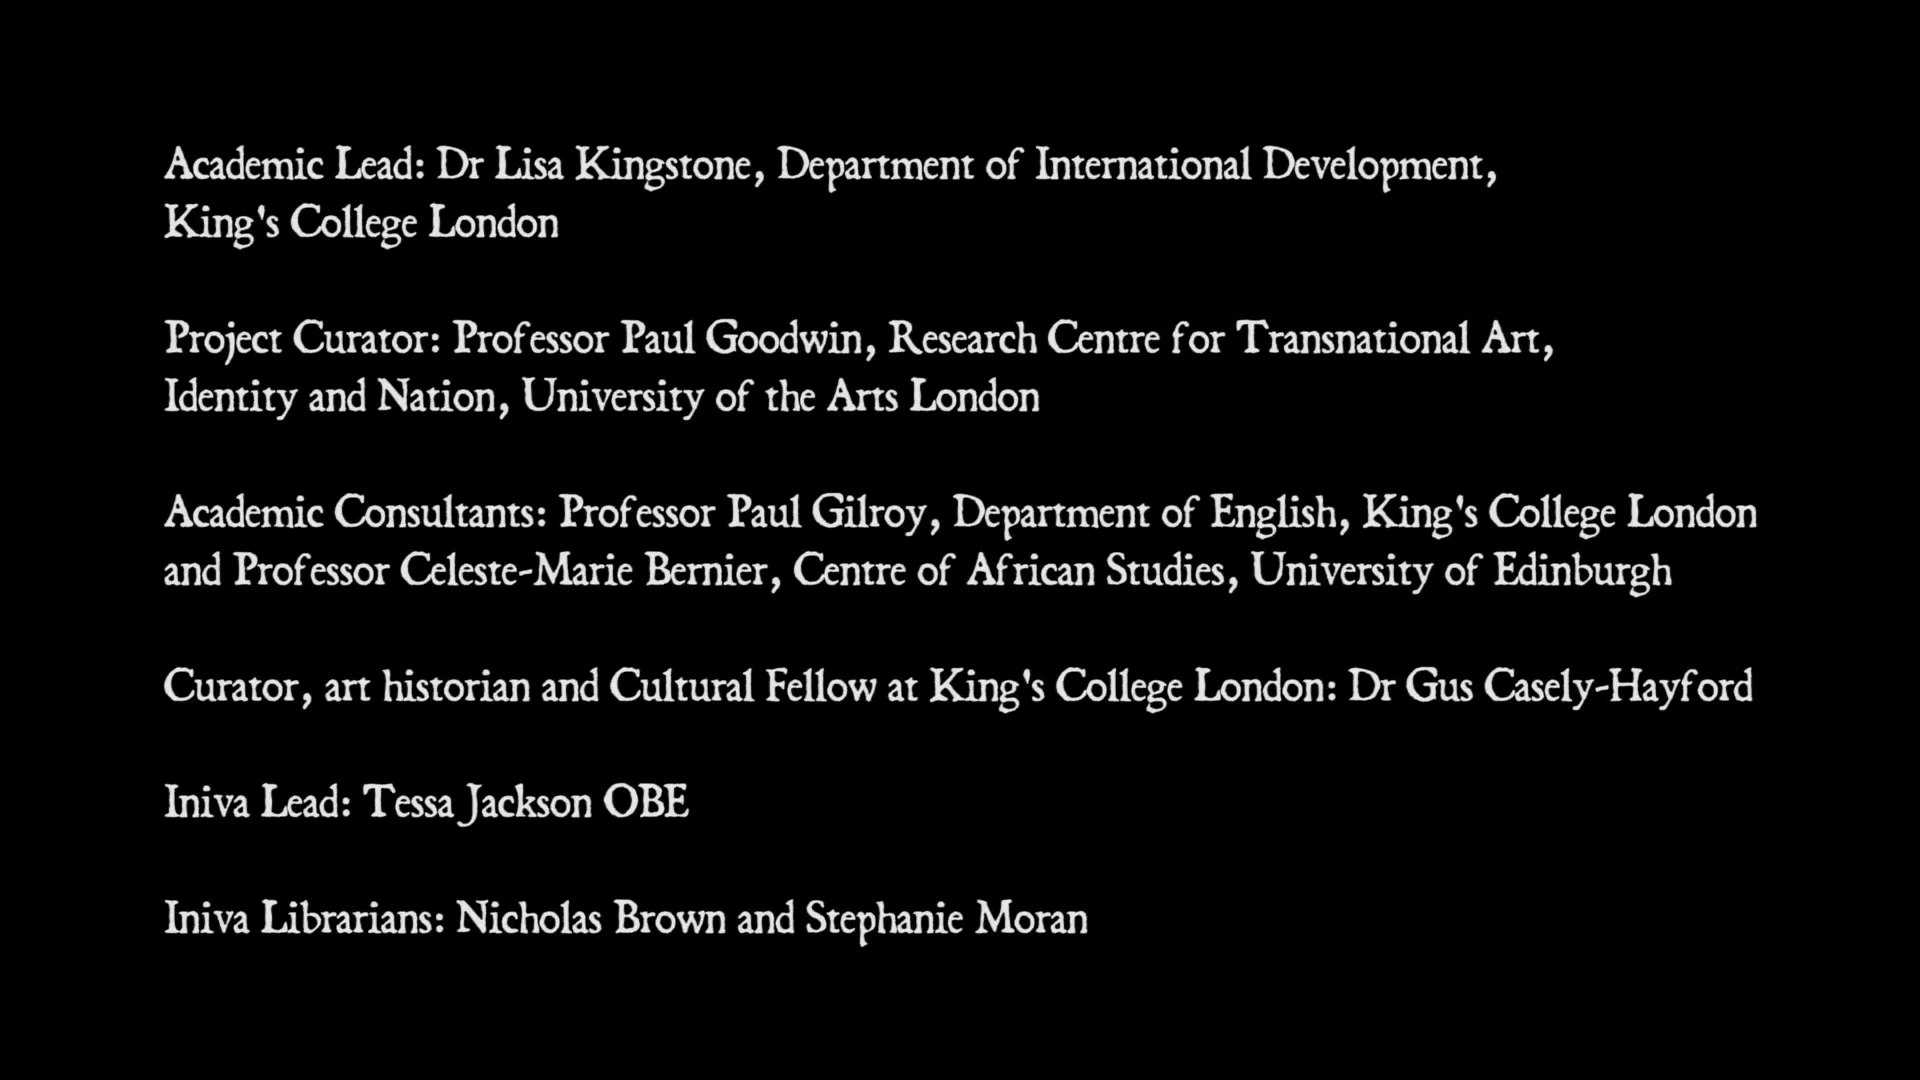 Academic Lead: Dr Lisa Kingstone, Department of International Development,
King's College London
Project Curator: Professor Paul Goodwin, Research Centre for Transnational Art,
Identity and Nation, University of the Arts London
Academic Consultants: Professor Paul Gilroy, Department of English, King's College London
and Professor Celeste-Marie Bernier, Centre of African Studies, University of Edinburgh
Curator, art historian and Cultural Fellow at King's College London: Dr Gus Casely-Hayford
Iniva Lead: Tessa Jackson OBE
Iniva Librarians: Nicholas Brown and Stephanie Moran